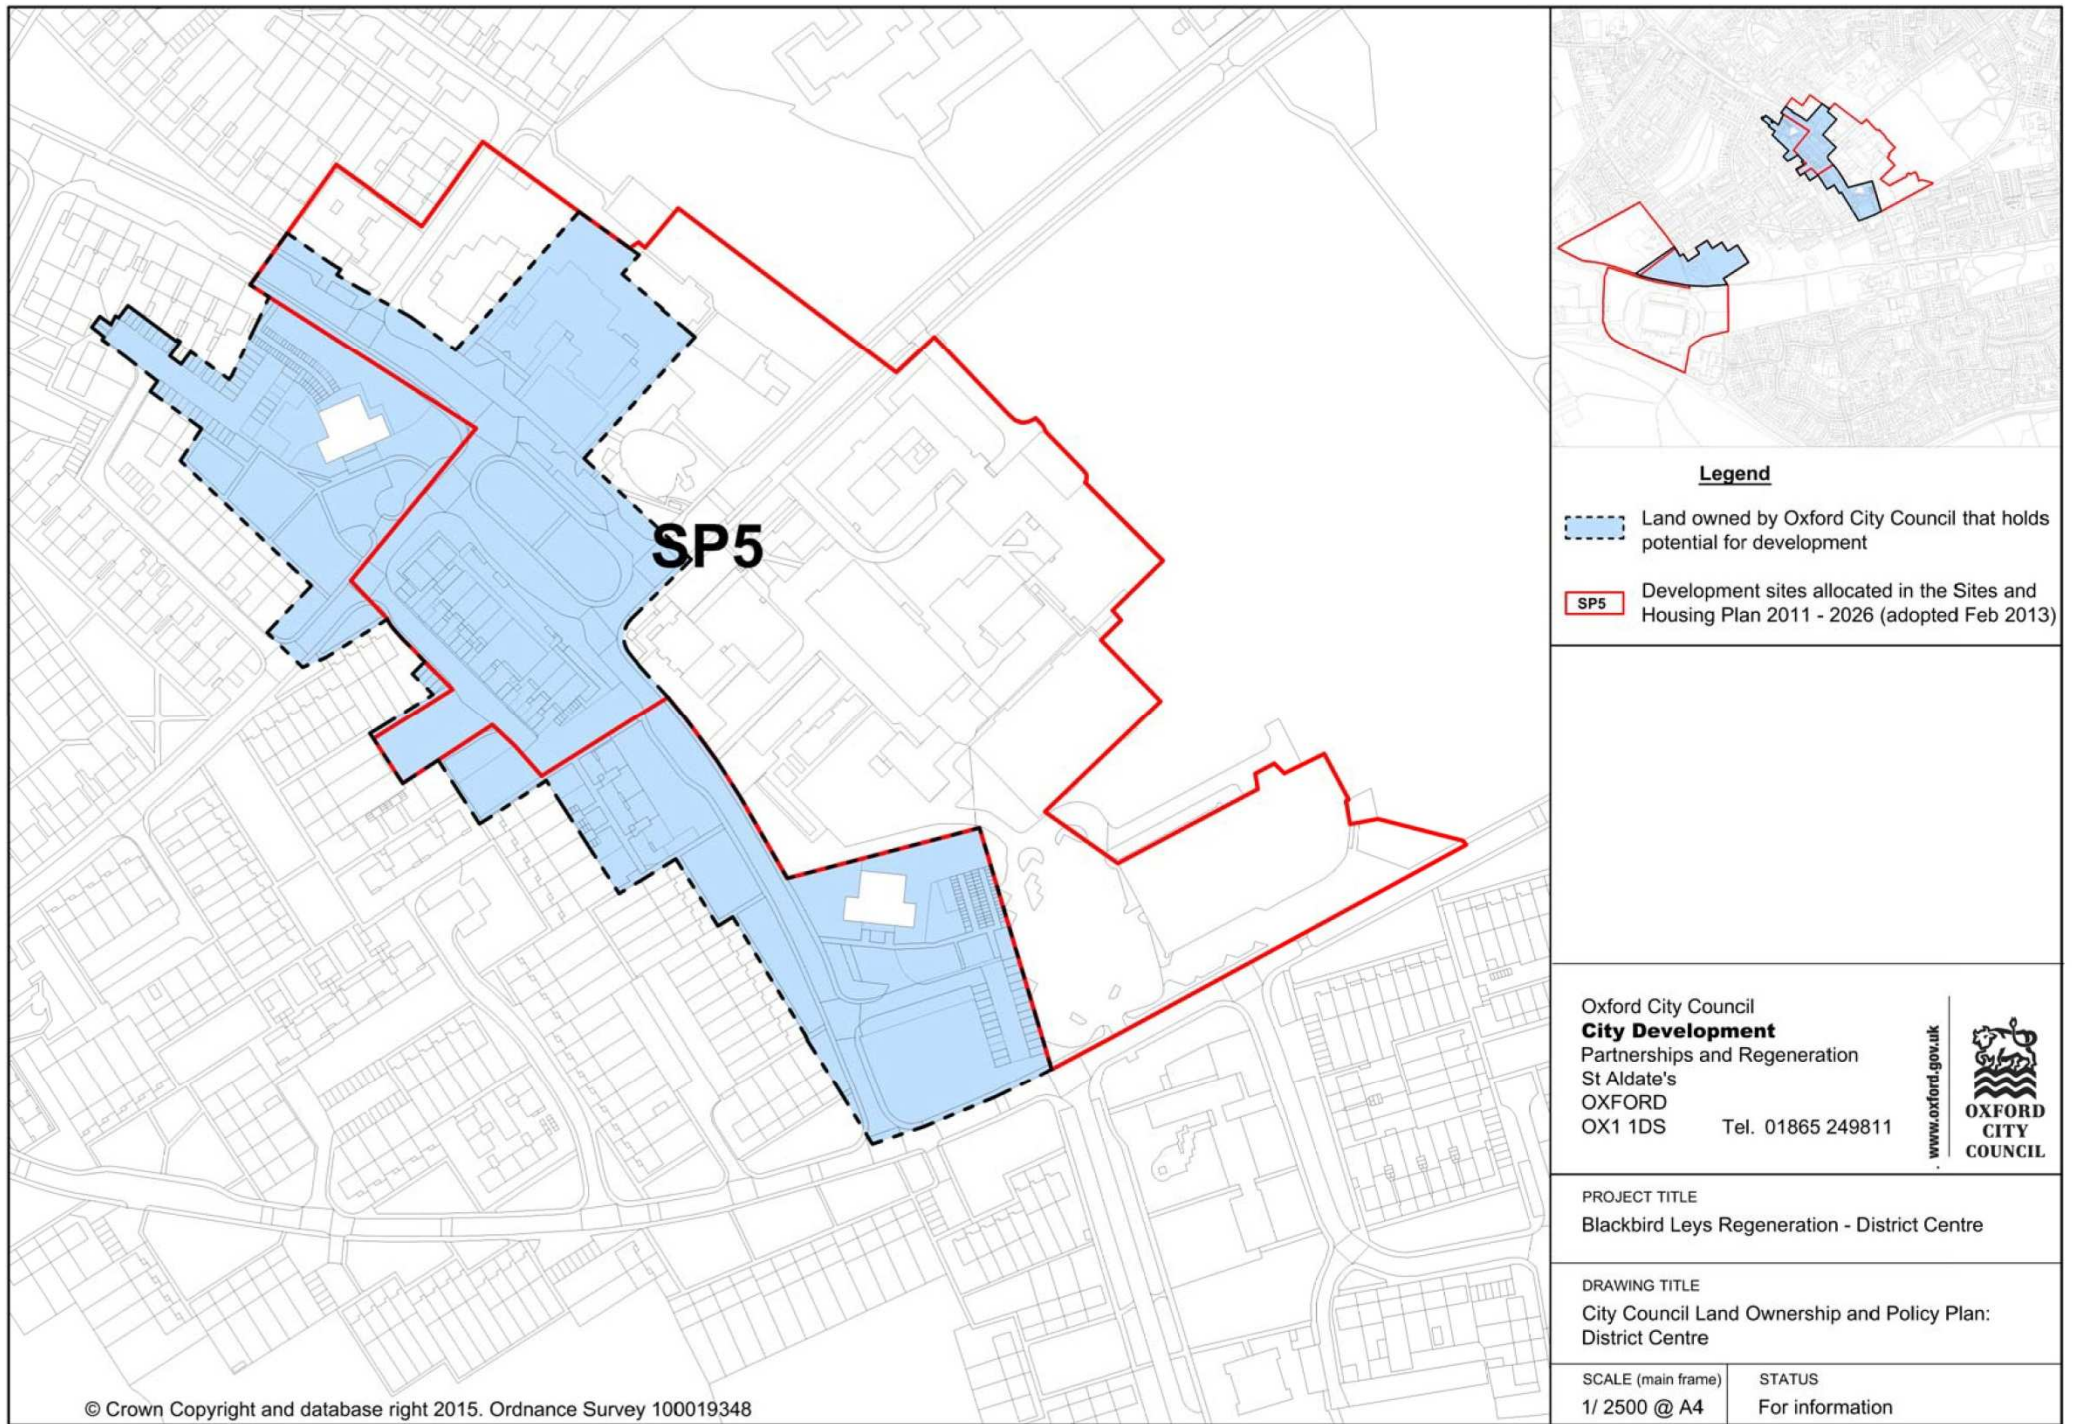 SP5
© Crown Copyright and database right 2015. Ordnance Survey 100019348
Legend
Land owned by Oxford City Council that holds
potential for development
SP5
Development sites allocated in the Sites and
Housing Plan 2011 - 2026 (adopted Feb 2013)
Oxford City Council
City Development
Partnerships and Regeneration
St Aldate's
OXFORD
OX1 1DS Tel. 01865 249811
www.oxford.gov.uk
OXFORD
CITY
COUNCIL
PROJECT TITLE
Blackbird Leys Regeneration - District Centre
DRAWING TITLE
City Council Land Ownership and Policy Plan:
District Centre
SCALE (main frame)
1/ 2500 @ A4
STATUS
For information